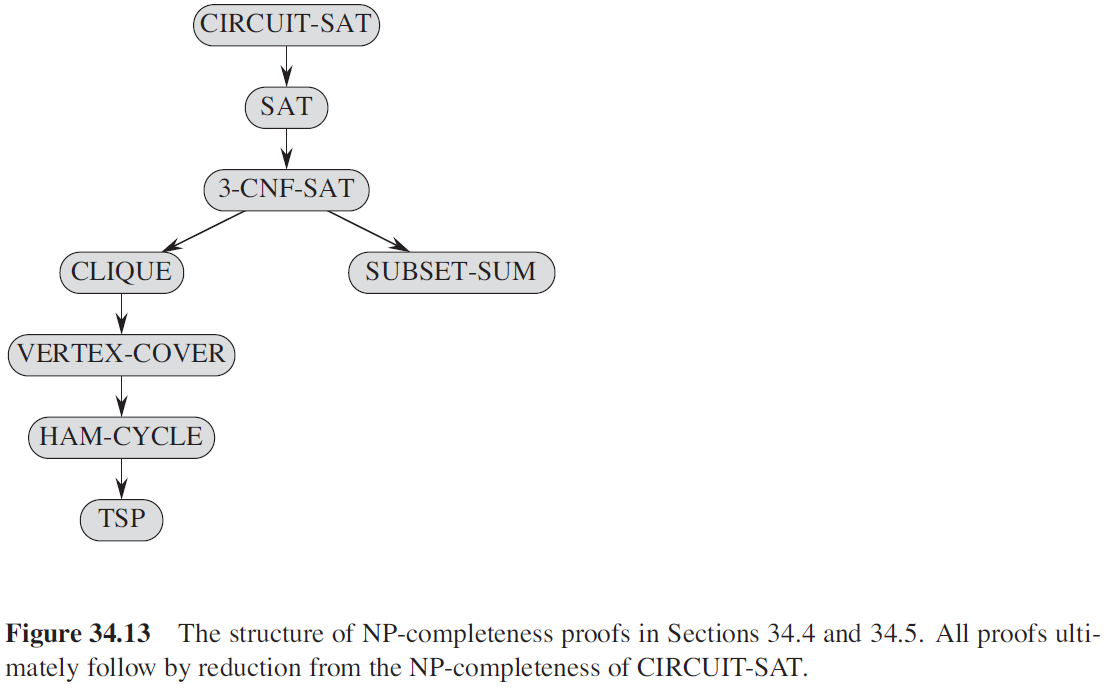 CIRCUIT-SAT
SAT
3-CNF-SAT
CLIQUE
SUBSET-SUM
VERTEX-COVER
HAM-CYCLE
TSP
Figure 34.13 The structure of NP-completeness proofs in Sections 34.4 and 34.5. All proofs ulti-
mately follow by reduction from the NP-completeness of CIRCUIT-SAT.